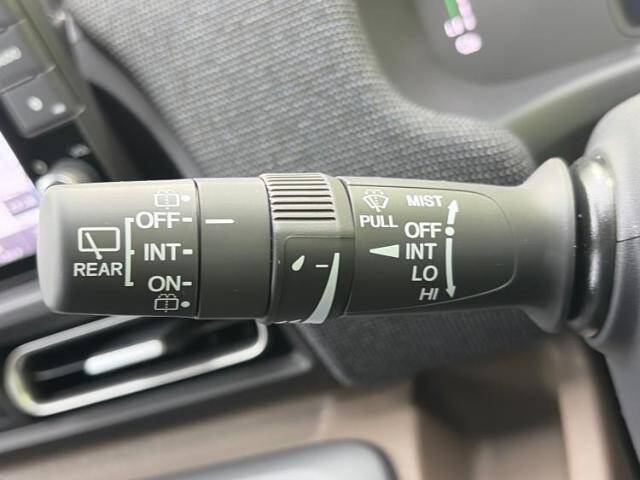 OFF
INT
ON
REAR
PULL
MIST
OFF
INT
LO
HI